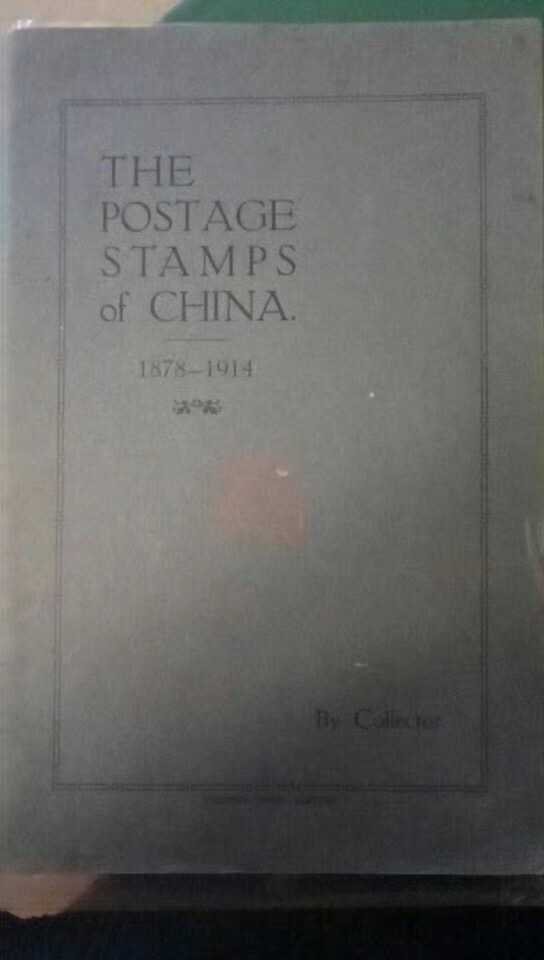 THE
POSTAGE
STAMPS
of CHINA.
1878–1914
By Collector